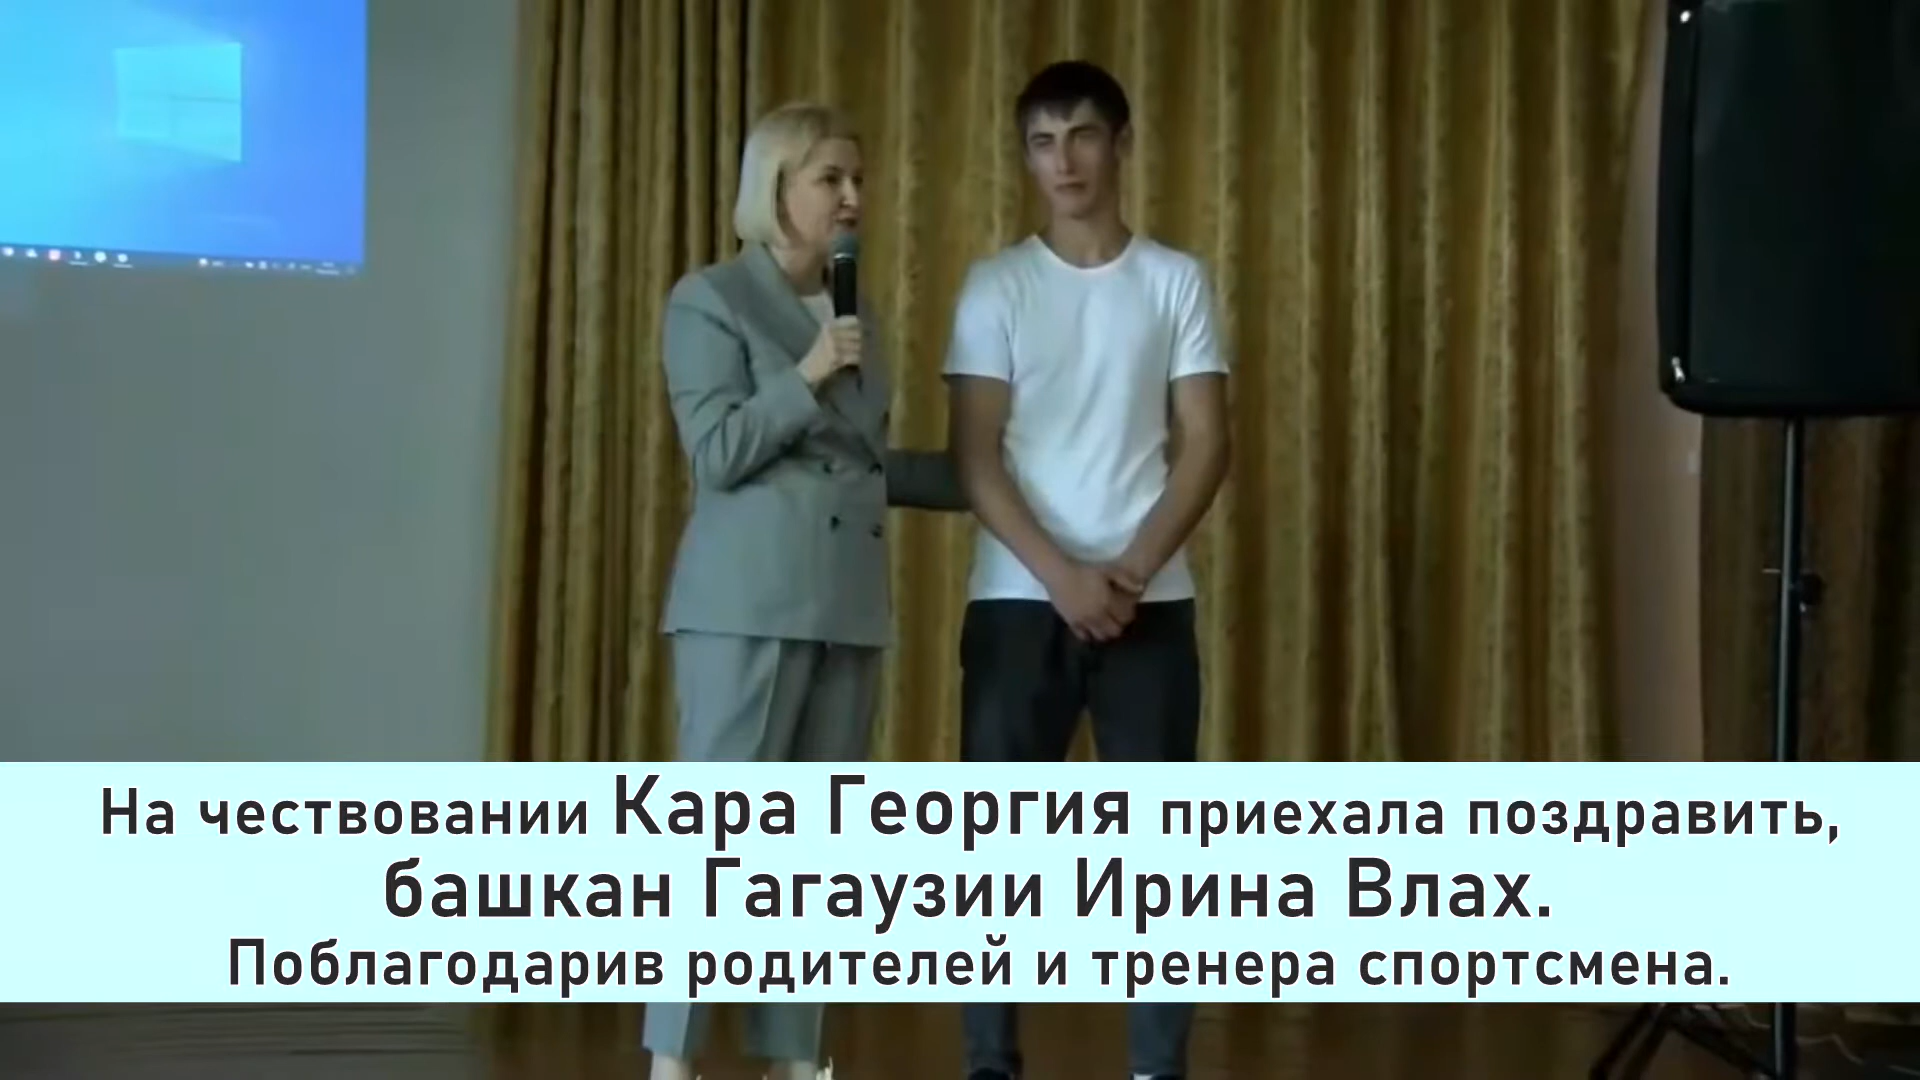 На чествовании Кара Георгия приехала поздравить,
башкан Гагаузии Ирина Влах.
Поблагодарив родителей и тренера спортсмена.